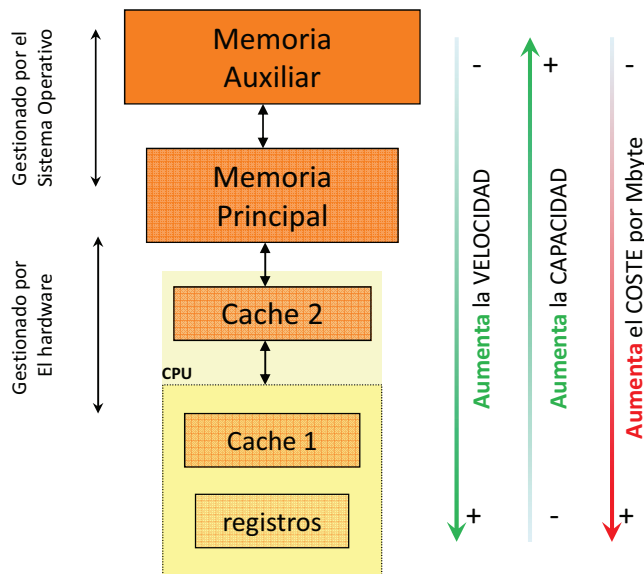 Gestionado por el
Sistema Operativo
Memoria
Auxiliar
Memoria
Principal
Gestionado por
El hardware
Cache 2
CPU
Cache 1
registros
-
Aumenta la VELOCIDAD
+
+
Aumenta la CAPACIDAD
-
-
Aumenta el COSTE por Mbyte
+